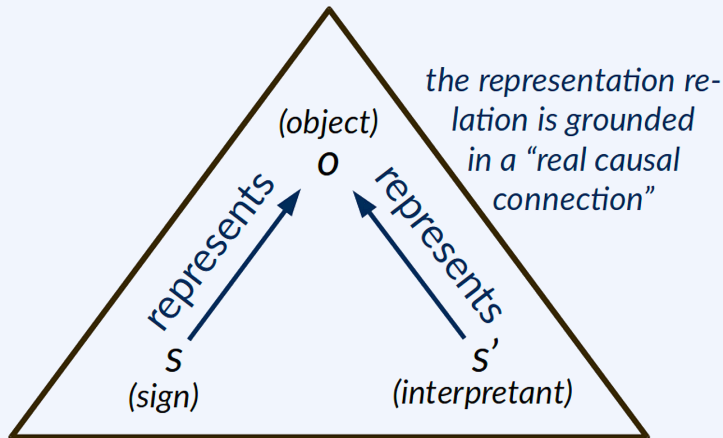 the representation re-
lation is grounded
in a “real causal
connection”
(object)
o
represents
represents
s
s’
(sign)
(interpretant)